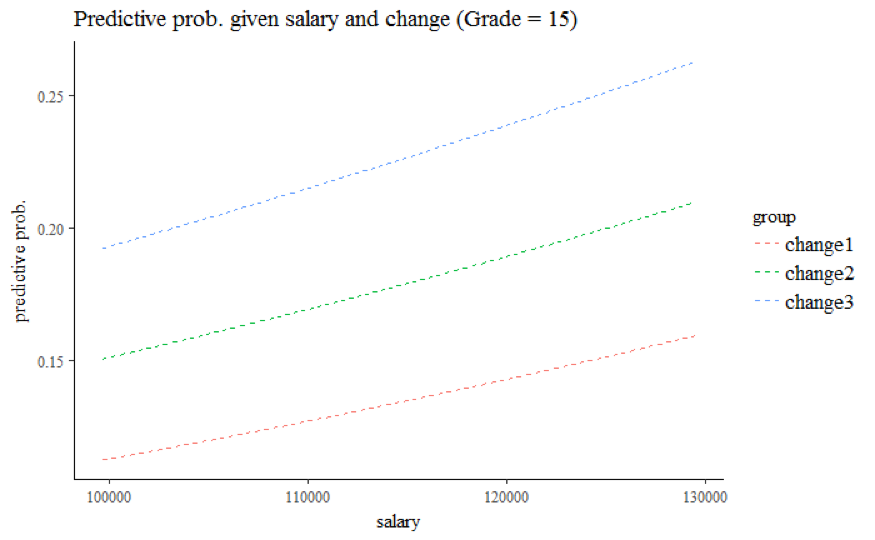 Predictive prob. given salary and change (Grade = 15)
predictive prob.
0.25
0.20
0.15
100000
110000
120000
130000
salary
group
change1
change2
change3